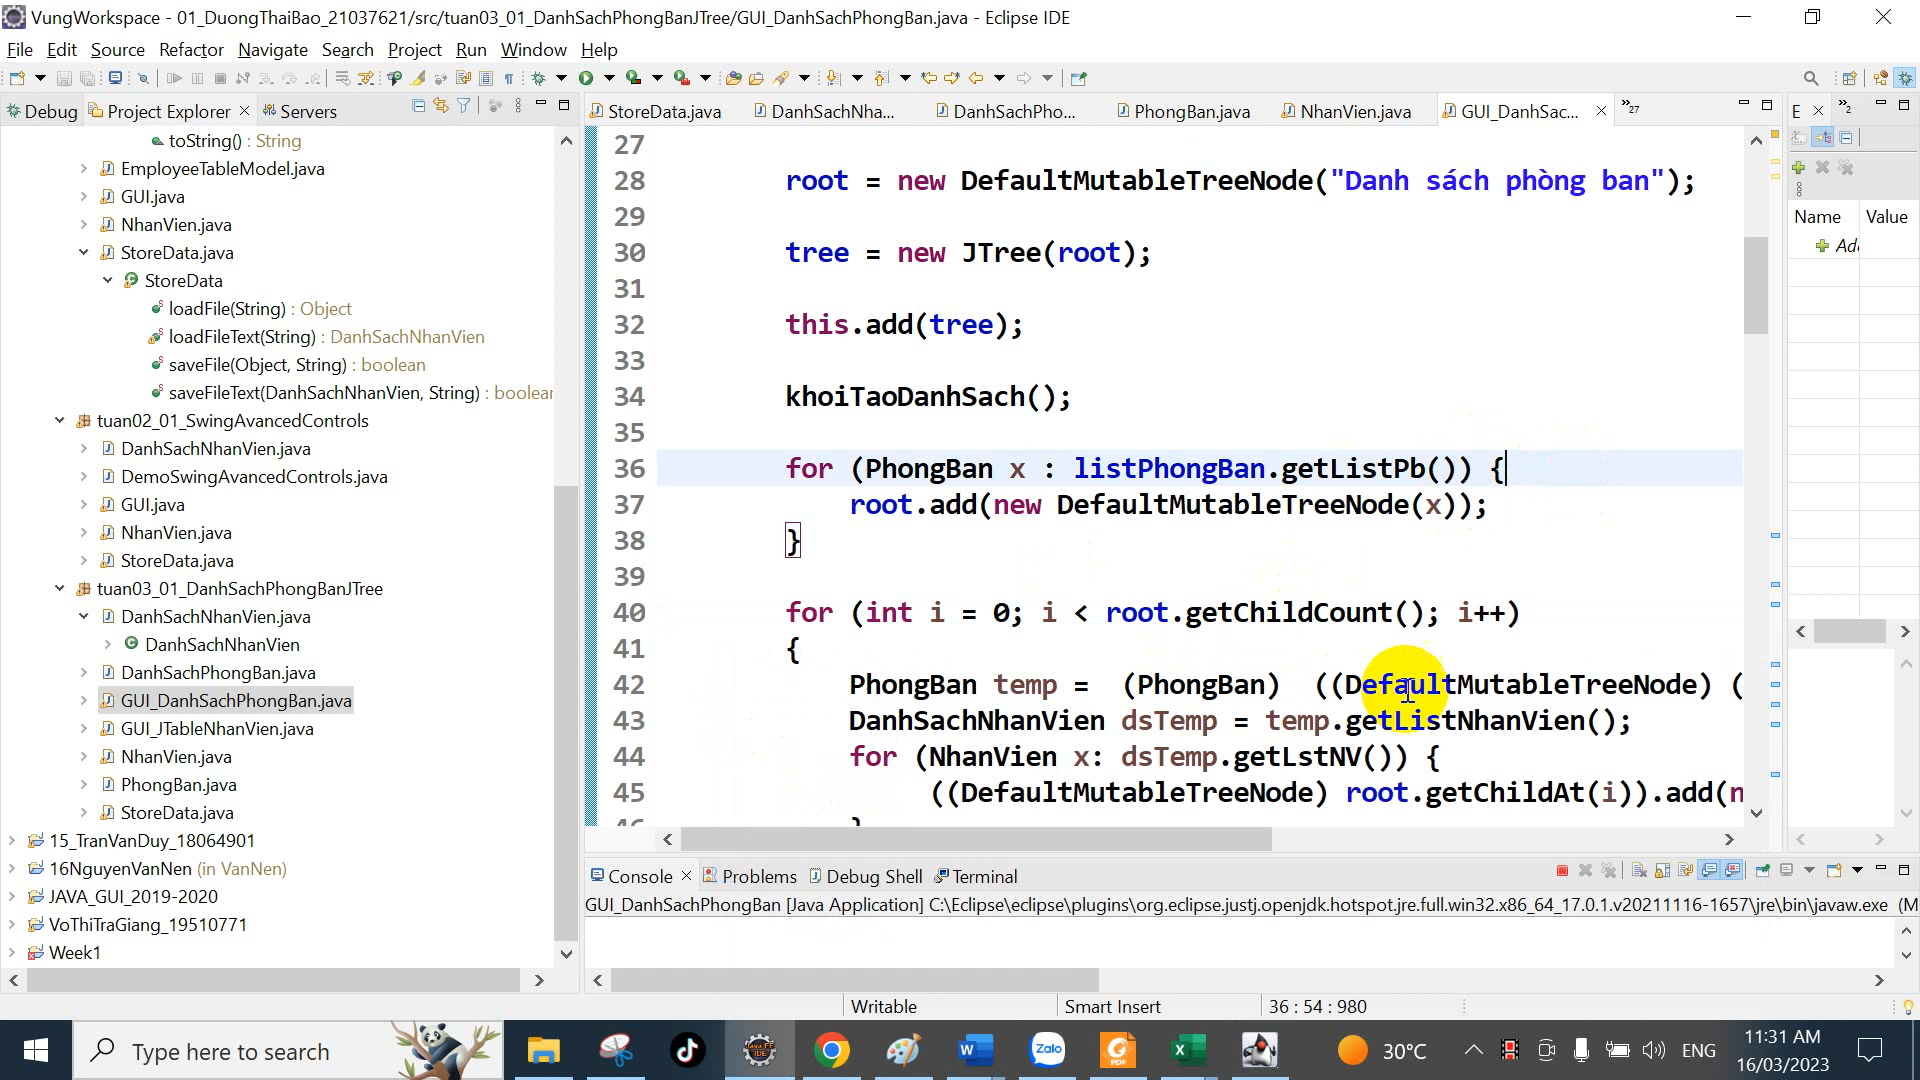 VungWorkspace - 01_DuongThaiBao_21037621/src/tuan03_01_DanhSachPhongBanJTree/GUI_DanhSachPhongBan.java - Eclipse IDE
File Edit Source Refactor Navigate Search Project Run Window Help
Debug Project Explorer Servers
toString() : String
EmployeeTableModel.java
GUI.java
NhanVien.java
StoreData.java
StoreData
loadFile(String) : Object
loadFileText(String) : DanhSachNhanVien
saveFile(Object, String) : boolean
saveFileText(DanhSachNhanVien, String) : boolean
tuan02_01_SwingAvancedControls
DanhSachNhanVien.java
DemoSwingAvancedControls.java
GUI.java
NhanVien.java
StoreData.java
tuan03_01_DanhSachPhongBanJTree
DanhSachNhanVien.java
DanhSachNhanVien
DanhSachPhongBan.java
GUI_DanhSachPhongBan.java
GUI_JTableNhanVien.java
NhanVien.java
PhongBan.java
StoreData.java
15_TranVanDuy_18064901
16NguyenVanNen (in VanNen)
JAVA_GUI_2019-2020
VoThiTraGiang_19510771
Week1
StoreData.java DanhSachNha... DanhSachPho... PhongBan.java NhanVien.java GUI_DanhSac... »27
27
28 root = new DefaultMutableTreeNode("Danh sách phòng ban");
29
30 tree = new JTree(root);
31
32 this.add(tree);
33
34 khoiTaoDanhSach();
35
36 for (PhongBan x : listPhongBan.getListPb()) {
37 root.add(new DefaultMutableTreeNode(x));
38 }
39
40 for (int i = 0; i < root.getChildCount(); i++)
41 {
42 PhongBan temp = (PhongBan) ((DefaultMutableTreeNode) (
43 DanhSachNhanVien dsTemp = temp.getListNhanVien();
44 for (NhanVien x: dsTemp.getLstNV()) {
45 ((DefaultMutableTreeNode) root.getChildAt(i)).add(n
E »2
Name Value
Console Problems Debug Shell Terminal
GUI_DanhSachPhongBan [Java Application] C:\Eclipse\eclipse\plugins\org.eclipse.justj.openjdk.hotspot.jre.full.win32.x86_64_17.0.1.v20211116-1657\jre\bin\javaw.exe (M
Writable Smart Insert 36 : 54 : 980
Type here to search
30°C ENG
11:31 AM
16/03/2023